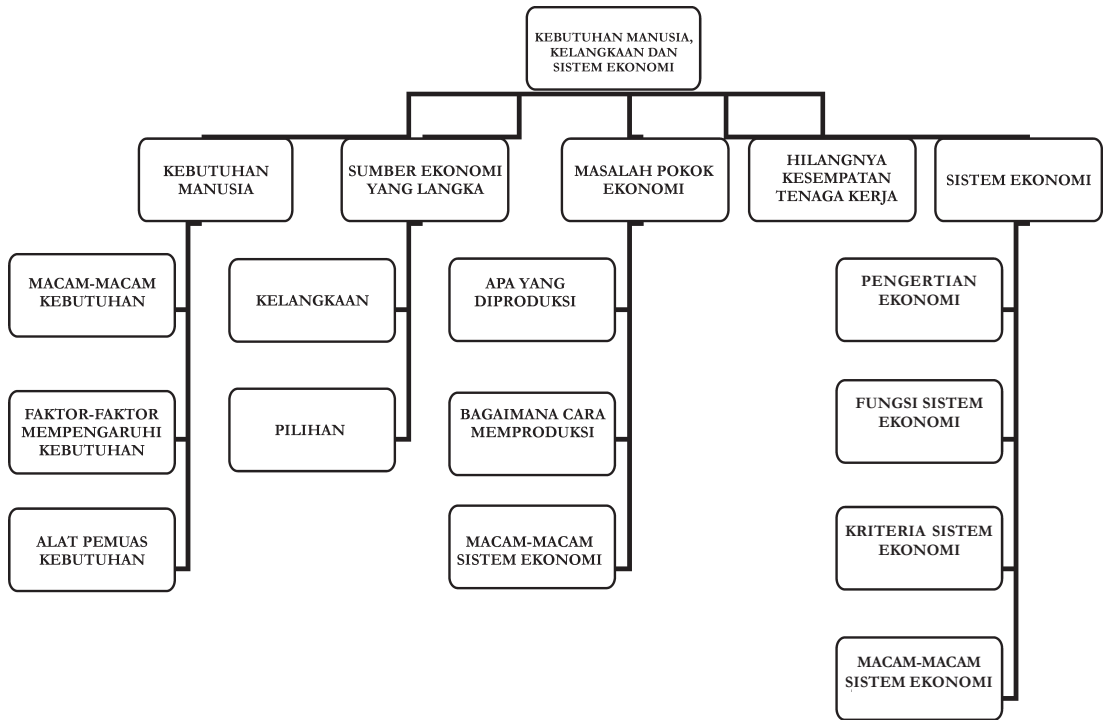 KEBUTUHAN MANUSIA,
KELANGKAAN DAN
SISTEM EKONOMI
KEBUTUHAN
MANUSIA
SUMBER EKONOMI
YANG LANGKA
MASALAH POKOK
EKONOMI
HILANGNYA
KESEMPATAN
TENAGA KERJA
SISTEM EKONOMI
MACAM-MACAM
KEBUTUHAN
FAKTOR-FAKTOR
MEMPENGARUHI
KEBUTUHAN
ALAT PEMUAS
KEBUTUHAN
KELANGKAAN
PILIHAN
APA YANG
DIPRODUKSI
BAGAIMANA CARA
MEMPRODUKSI
MACAM-MACAM
SISTEM EKONOMI
PENGERTIAN
EKONOMI
FUNGSI SISTEM
EKONOMI
KRITERIA SISTEM
EKONOMI
MACAM-MACAM
SISTEM EKONOMI